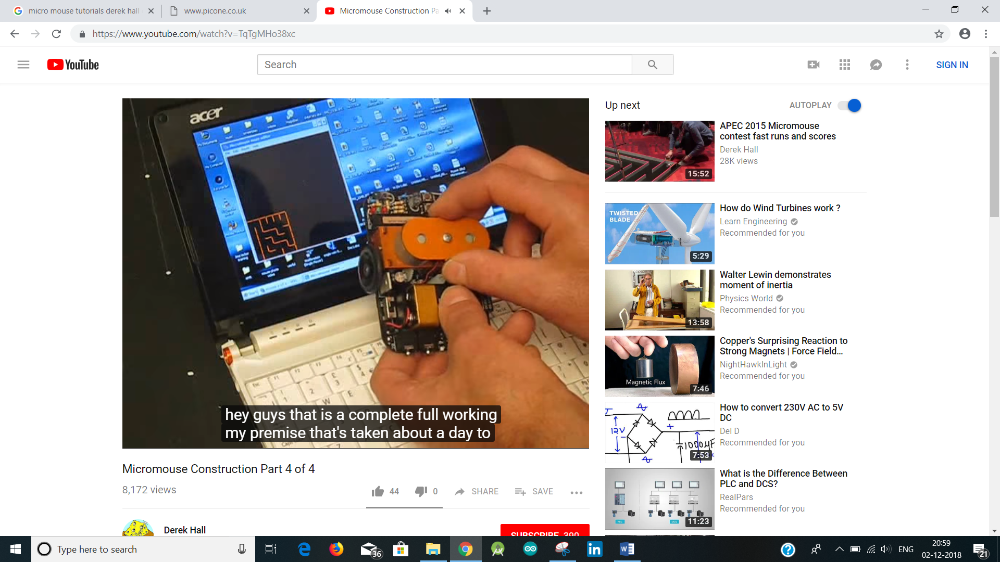 micro mouse tutorials derek hall
www.picone.co.uk
Micromouse Construction Pa
https://www.youtube.com/watch?v=TqTgMHo38xc
YouTube
Search
SIGN IN
acer
hey guys that is a complete full working
my premise that's taken about a day to
Micromouse Construction Part 4 of 4
8,172 views
44
0
SHARE
SAVE
Derek Hall
SUBSCRIBE 390
Up next
AUTOPLAY
15:52
APEC 2015 Micromouse
contest fast runs and scores
Derek Hall
28K views
TWISTED
BLADE
5:29
How do Wind Turbines work ?
Learn Engineering
Recommended for you
13:58
Walter Lewin demonstrates
moment of inertia
Physics World
Recommended for you
Magnetic Flux
7:46
Copper's Surprising Reaction to
Strong Magnets | Force Field...
NightHawkInLight
Recommended for you
12V
1000μF
7:53
How to convert 230V AC to 5V
DC
Del D
Recommended for you
PLC
DCS
11:23
What is the Difference Between
PLC and DCS?
RealPars
Recommended for you
Type here to search
36
ENG
20:59
02-12-2018
21